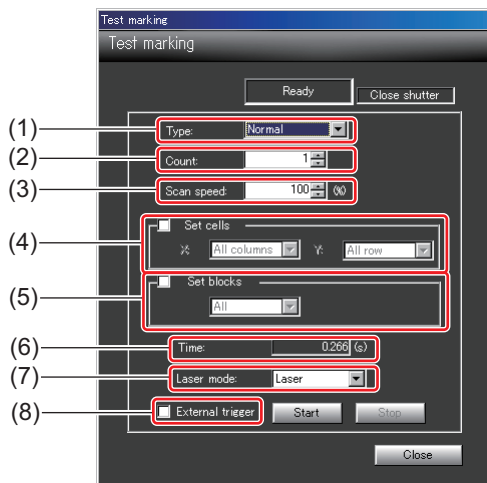 Test marking
Test marking
Ready
Close shutter
(1)
Type:
Normal
(2)
Count:
1
(3)
Scan speed:
100
(%)
(4)
Set cells
X:
All columns
Y:
All row
(5)
Set blocks
All
(6)
Time:
0.266
(s)
(7)
Laser mode:
Laser
(8)
External trigger
Start
Stop
Close